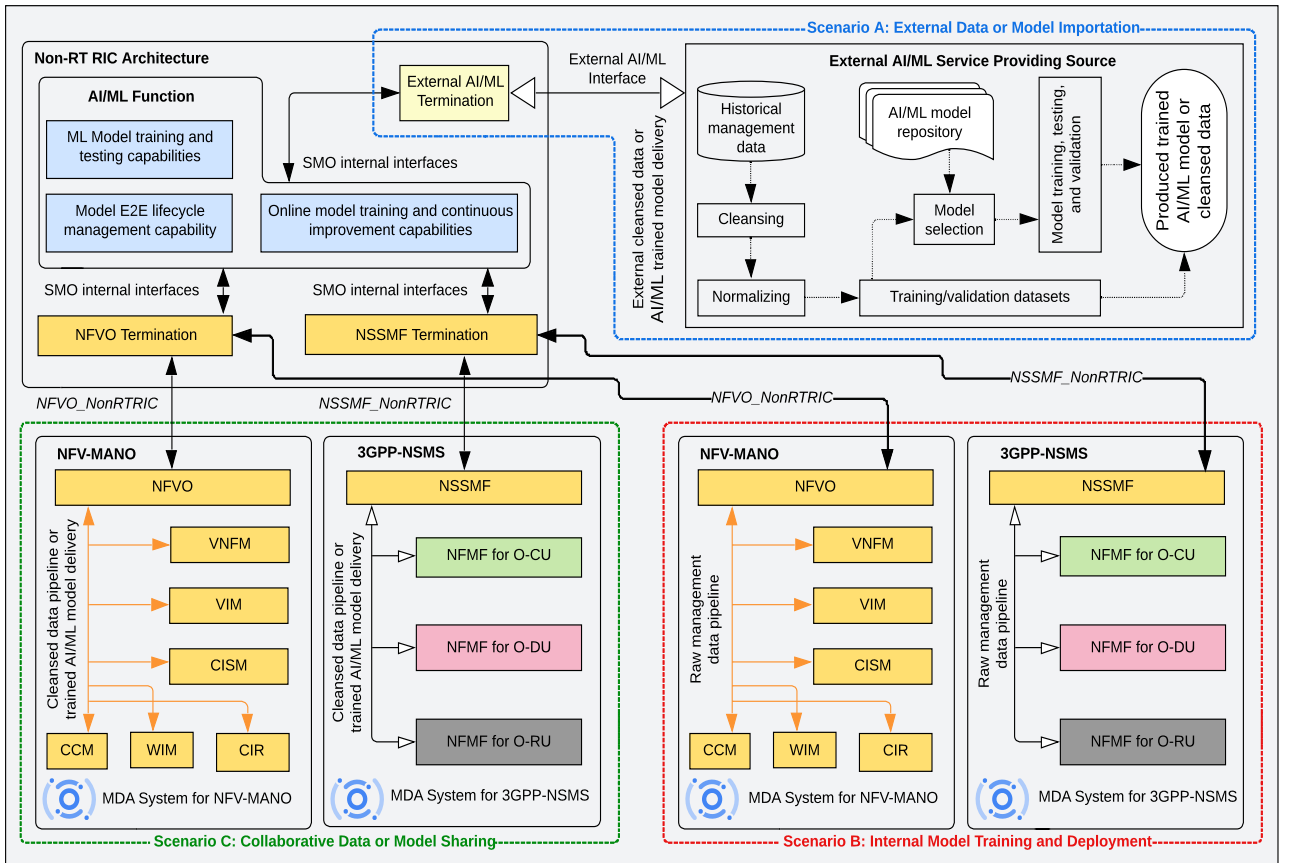 Scenario A: External Data or Model Importation
Non-RT RIC Architecture
AI/ML Function
ML Model training and
testing capabilities
Model E2E lifecycle
management capability
Online model training and continuous
improvement capabilities
External AI/ML
Termination
SMO internal interfaces
External AI/ML
Interface
External cleansed data or
AI/ML trained model delivery
External AI/ML Service Providing Source
Historical
management
data
Cleansing
Normalizing
AI/ML model
repository
Model
selection
Training/validation datasets
Model training, testing,
and validation
Produced trained
AI/ML model or
cleansed data
SMO internal interfaces
SMO internal interfaces
NFVO Termination
NSSMF Termination
NFVO_NonRTRIC
NSSMF_NonRTRIC
NFVO_NonRTRIC
NSSMF_NonRTRIC
NFV-MANO
NFVO
Cleansed data pipeline or
trained AI/ML model delivery
VNFM
VIM
CISM
CCM
WIM
CIR
MDA System for NFV-MANO
3GPP-NSMS
NSSMF
Cleansed data pipeline or
trained AI/ML model delivery
NFMF for O-CU
NFMF for O-DU
NFMF for O-RU
MDA System for 3GPP-NSMS
Scenario C: Collaborative Data or Model Sharing
NFV-MANO
NFVO
Raw management
data pipeline
VNFM
VIM
CISM
CCM
WIM
CIR
MDA System for NFV-MANO
3GPP-NSMS
NSSMF
Raw management
data pipeline
NFMF for O-CU
NFMF for O-DU
NFMF for O-RU
MDA System for 3GPP-NSMS
Scenario B: Internal Model Training and Deployment